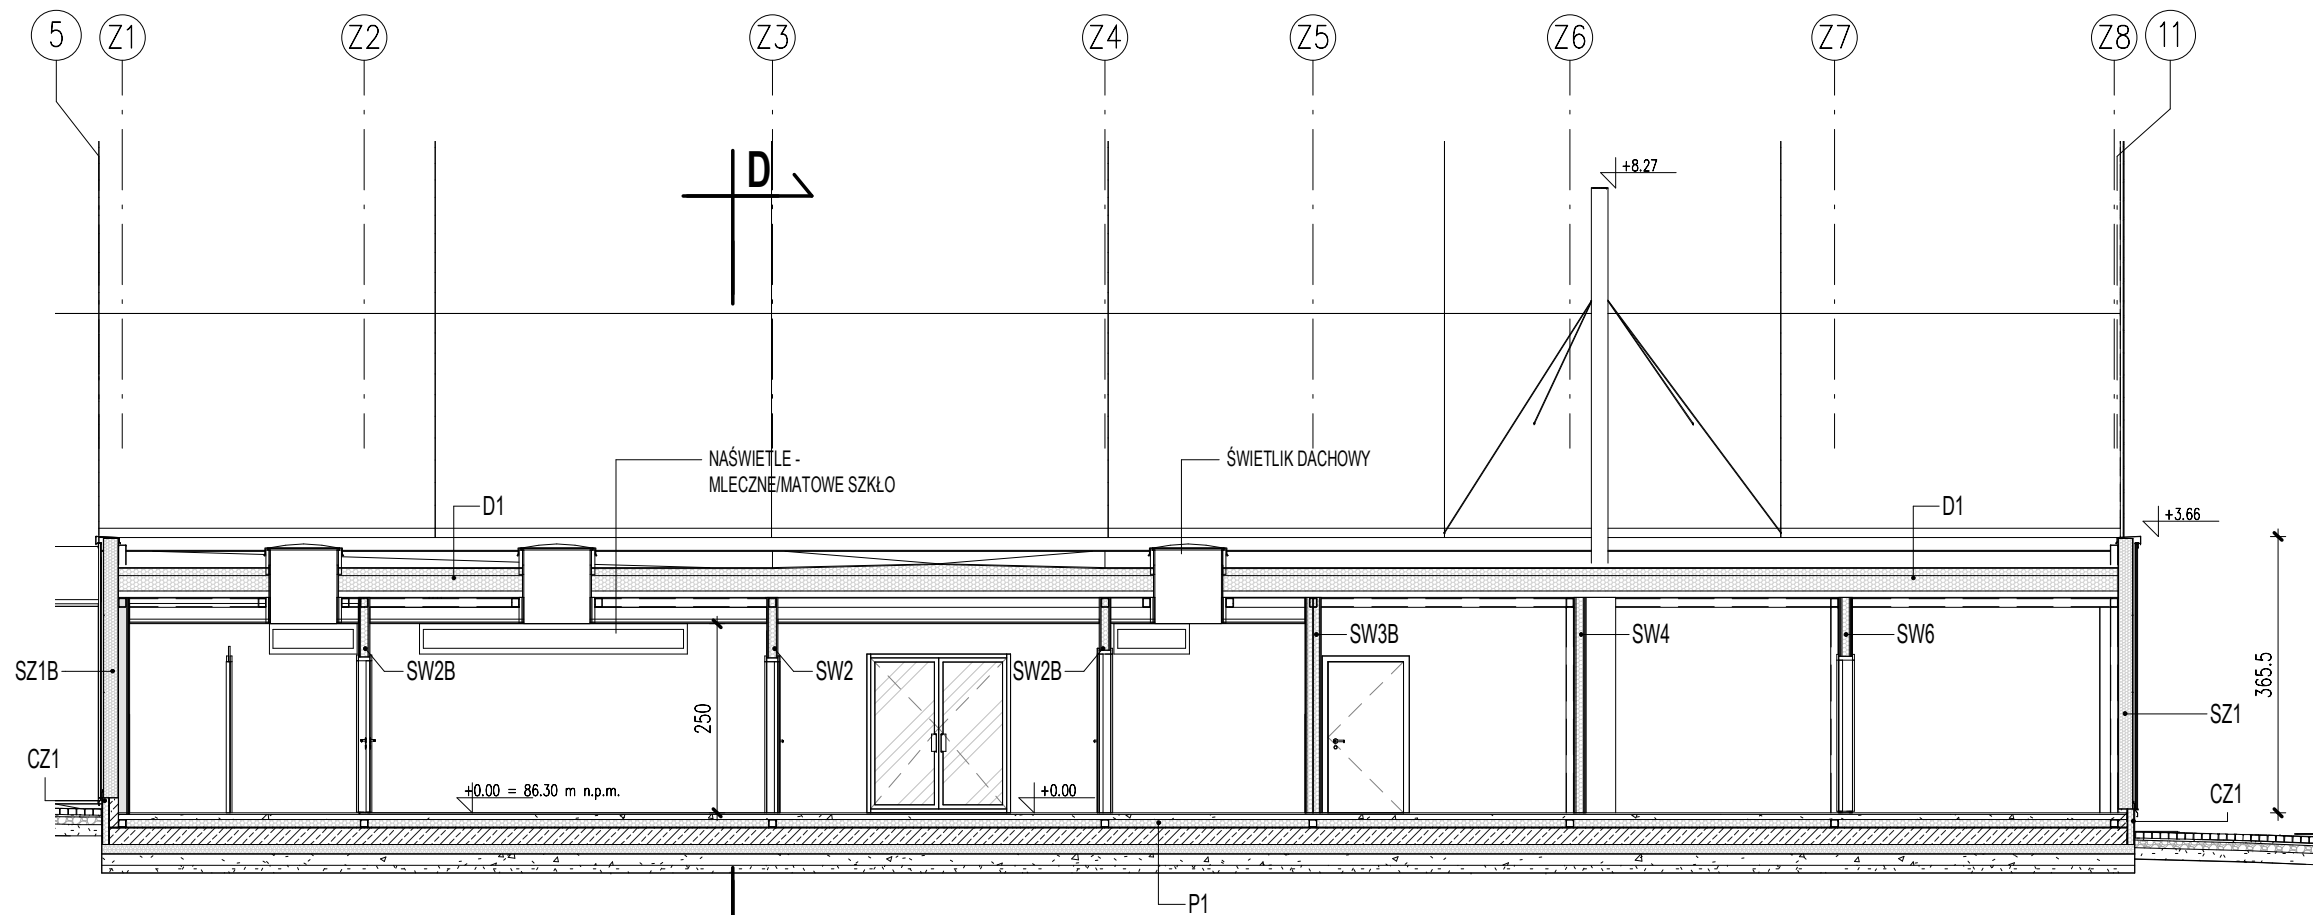 5
Z1
Z2
Z3
Z4
Z5
Z6
Z7
Z8
11
D
+8.27
NAŚWIETLE -
MLECZNE/MATOWE SZKŁO
ŚWIETLIK DACHOWY
D1
D1
+3.66
SZ1B
SW2B
SW2
SW2B
SW3B
SW4
SW6
365.5
250
SZ1
CZ1
+0.00 = 86.30 m n.p.m.
+0.00
CZ1
P1